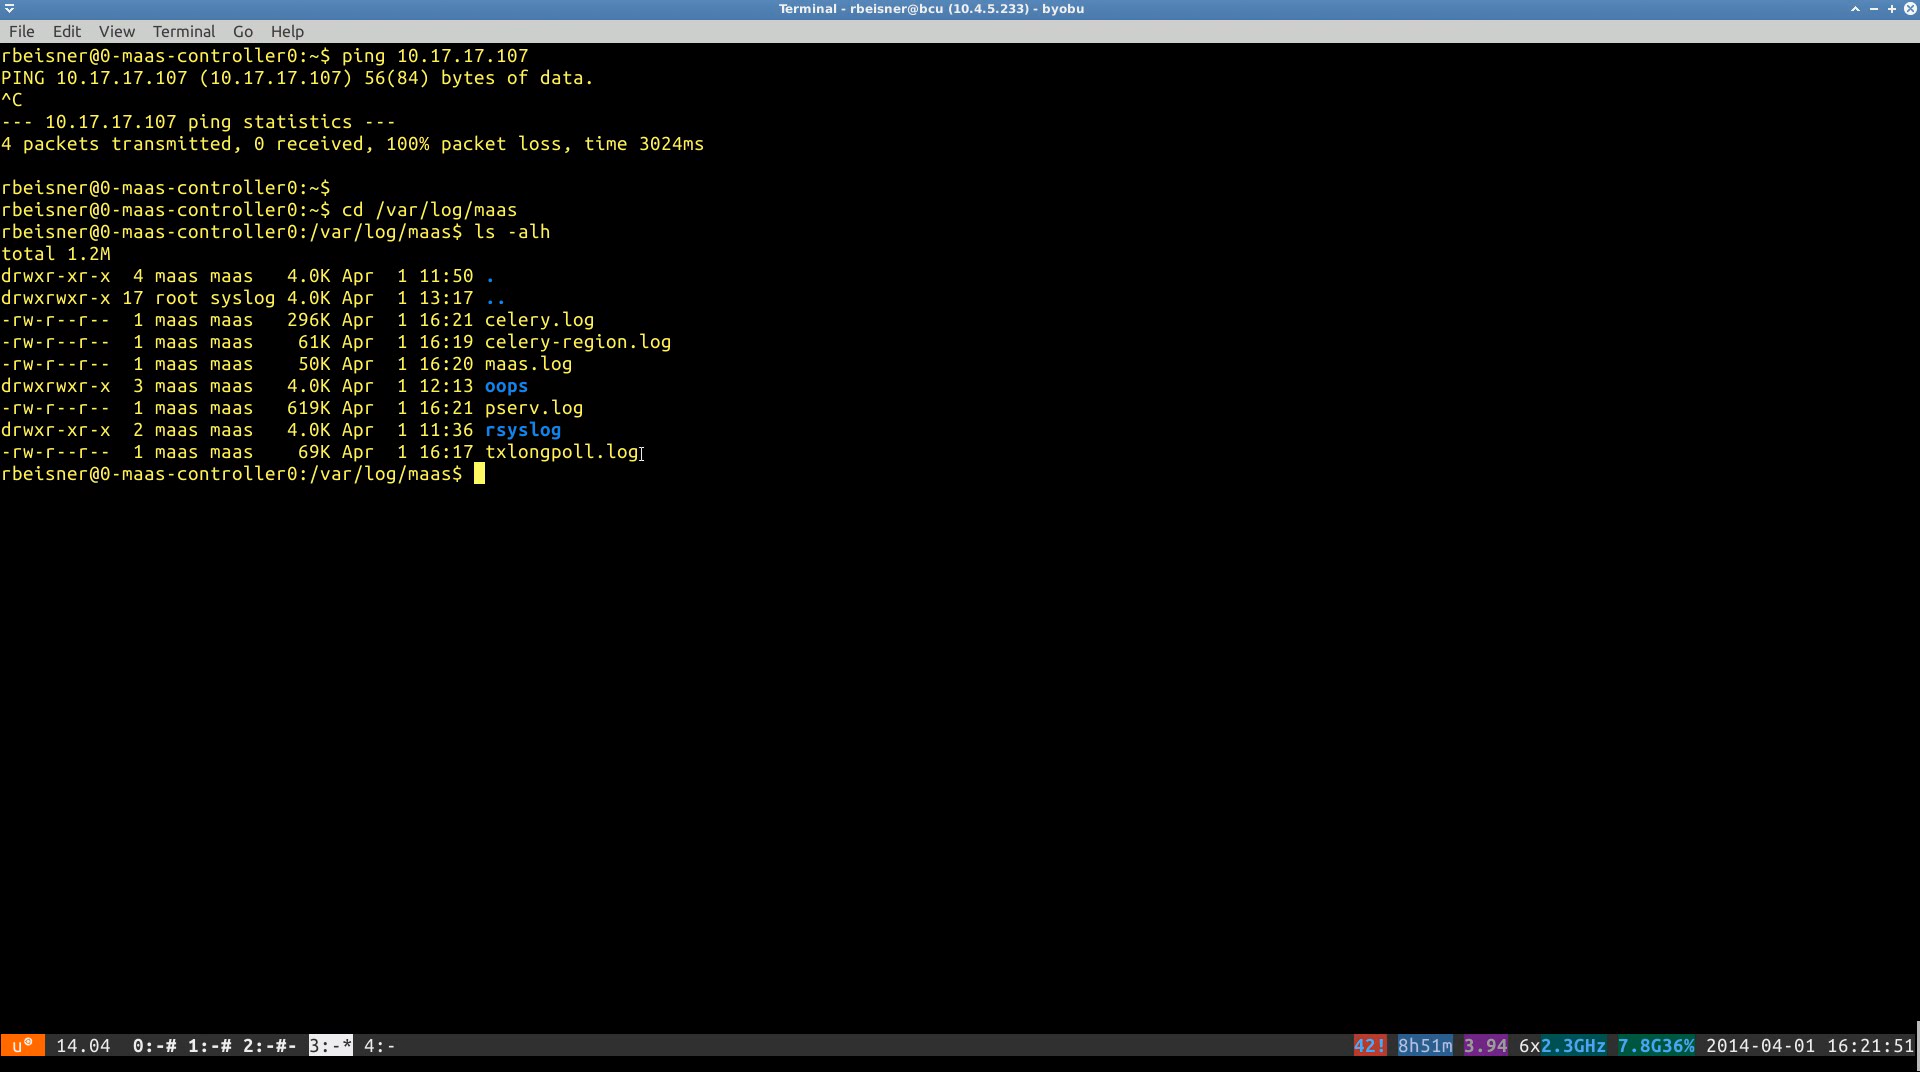 Terminal - rbeisner@bcu (10.4.5.233) - byobu
File Edit View Terminal Go Help
rbeisner@0-maas-controller0:~$ ping 10.17.17.107
PING 10.17.17.107 (10.17.17.107) 56(84) bytes of data.
^C
--- 10.17.17.107 ping statistics ---
4 packets transmitted, 0 received, 100% packet loss, time 3024ms

rbeisner@0-maas-controller0:~$
rbeisner@0-maas-controller0:~$ cd /var/log/maas
rbeisner@0-maas-controller0:/var/log/maas$ ls -alh
total 1.2M
drwxr-xr-x  4 maas maas   4.0K Apr  1 11:50 .
drwxrwxr-x 17 root syslog 4.0K Apr  1 13:17 ..
-rw-r--r--  1 maas maas   296K Apr  1 16:21 celery.log
-rw-r--r--  1 maas maas    61K Apr  1 16:19 celery-region.log
-rw-r--r--  1 maas maas    50K Apr  1 16:20 maas.log
drwxrwxr-x  3 maas maas   4.0K Apr  1 12:13 oops
-rw-r--r--  1 maas maas   619K Apr  1 16:21 pserv.log
drwxr-xr-x  2 maas maas   4.0K Apr  1 11:36 rsyslog
-rw-r--r--  1 maas maas    69K Apr  1 16:17 txlongpoll.log
rbeisner@0-maas-controller0:/var/log/maas$
u® 14.04 0:-# 1:-# 2:-#- 3:-* 4:- 42! 8h51m 3.94 6x2.3GHz 7.8G36% 2014-04-01 16:21:51